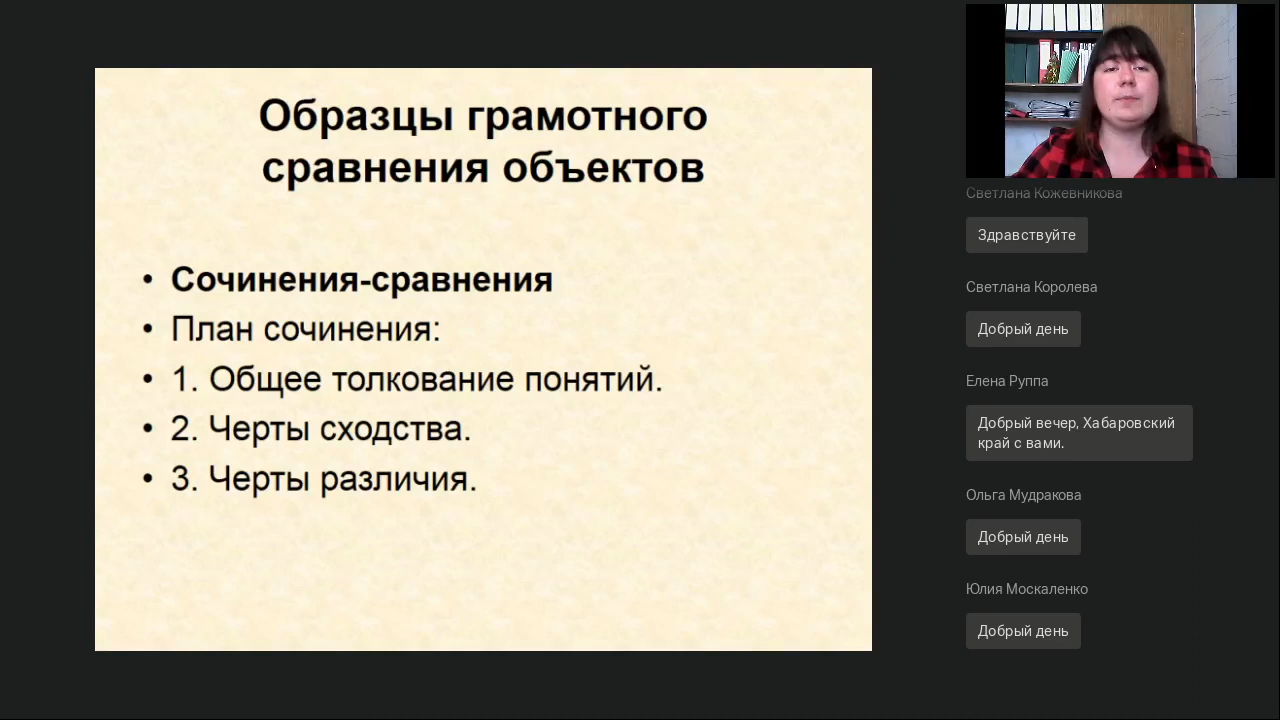 Образцы грамотного
сравнения объектов
• Сочинения-сравнения
• План сочинения:
• 1. Общее толкование понятий.
• 2. Черты сходства.
• 3. Черты различия.
Светлана Кожевникова
Здравствуйте
Светлана Королева
Добрый день
Елена Руппа
Добрый вечер, Хабаровский
край с вами.
Ольга Мудракова
Добрый день
Юлия Москаленко
Добрый день